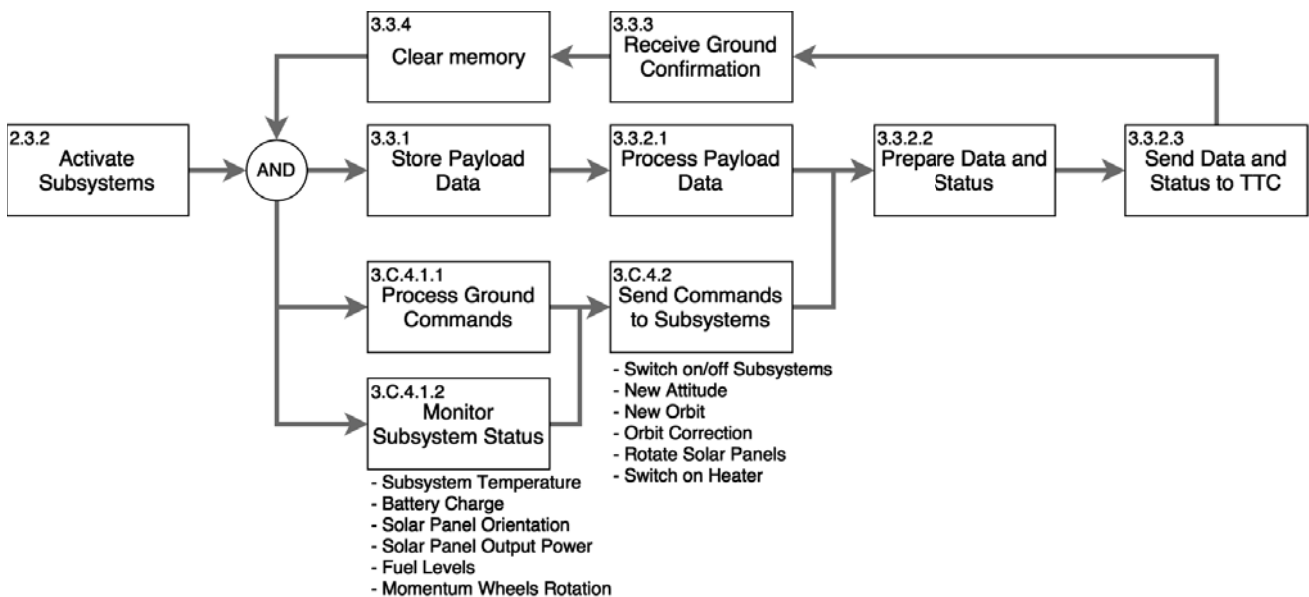 3.3.4
Clear memory
3.3.3
Receive Ground
Confirmation
2.3.2
Activate
Subsystems
AND
3.3.1
Store Payload
Data
3.3.2.1
Process Payload
Data
3.3.2.2
Prepare Data and
Status
3.3.2.3
Send Data and
Status to TTC
3.C.4.1.1
Process Ground
Commands
3.C.4.2
Send Commands
to Subsystems
- Switch on/off Subsystems
- New Attitude
- New Orbit
- Orbit Correction
- Rotate Solar Panels
- Switch on Heater
3.C.4.1.2
Monitor
Subsystem Status
- Subsystem Temperature
- Battery Charge
- Solar Panel Orientation
- Solar Panel Output Power
- Fuel Levels
- Momentum Wheels Rotation